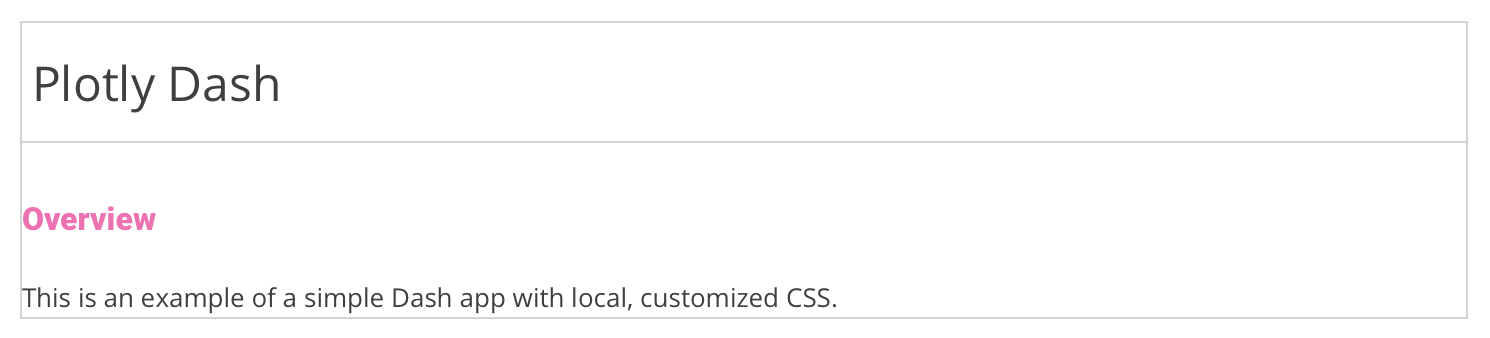 Plotly Dash
Overview
This is an example of a simple Dash app with local, customized CSS.